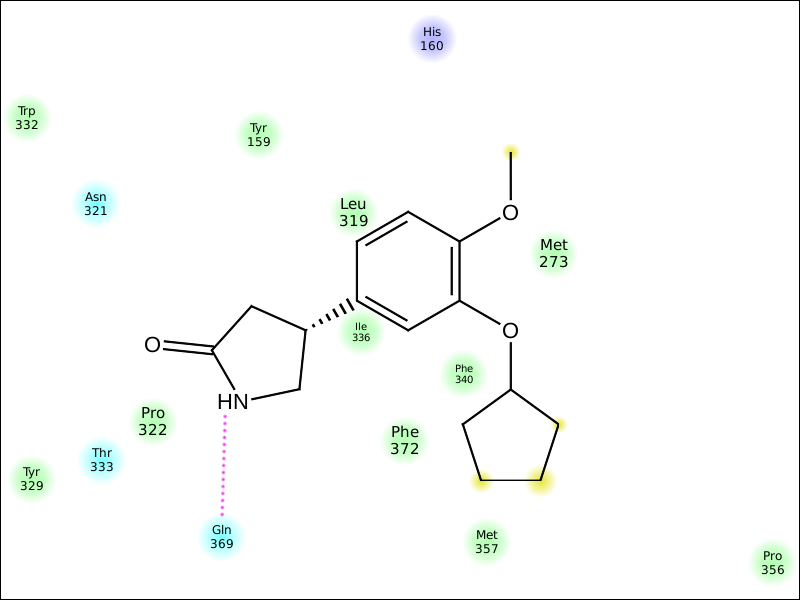 His
160
Trp
332
Tyr
159
Asn
321
Leu
319
O
Met
273
Ile
336
O
O
Phe
340
HN
Pro
322
Phe
372
Thr
333
Tyr
329
Gln
369
Met
357
Pro
356